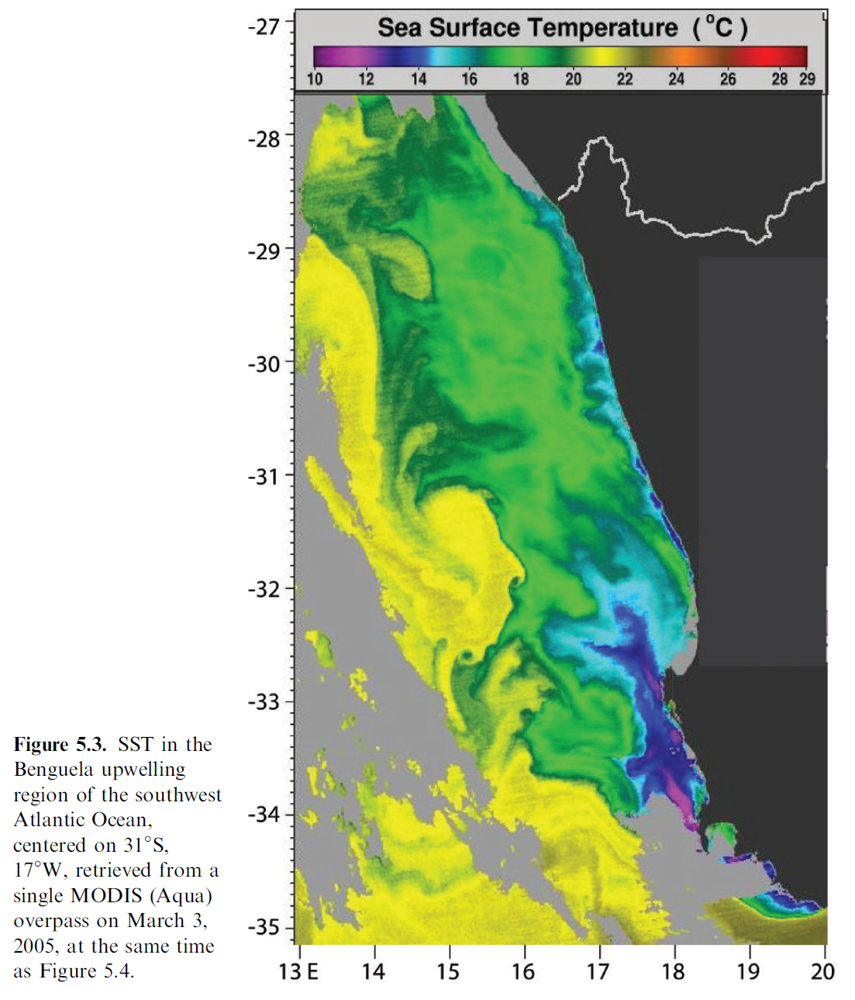 Sea Surface Temperature (°C)
10 12 14 16 18 20 22 24 26 28 29
-27
-28
-29
-30
-31
-32
-33
-34
-35
13 E 14 15 16 17 18 19 20
Figure 5.3. SST in the
Benguela upwelling
region of the southwest
Atlantic Ocean,
centered on 31°S,
17°W, retrieved from a
single MODIS (Aqua)
overpass on March 3,
2005, at the same time
as Figure 5.4.